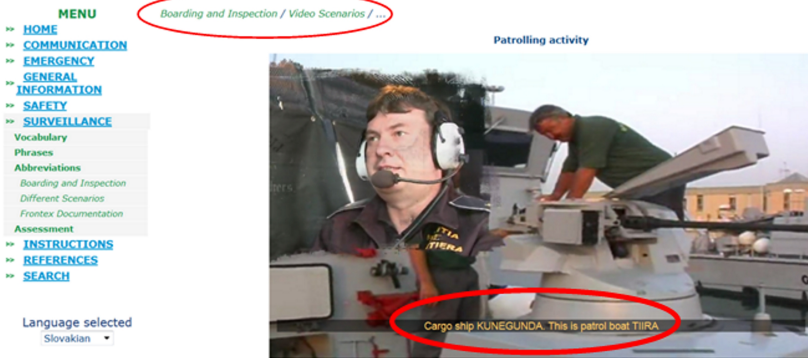 MENU
Boarding and Inspection / Video Scenarios / ...
HOME
COMMUNICATION
EMERGENCY
GENERAL
INFORMATION
SAFETY
SURVEILLANCE
Vocabulary
Phrases
Abbreviations
Boarding and Inspection
Different Scenarios
Frontex Documentation
Assessment
INSTRUCTIONS
REFERENCES
SEARCH
Language selected
Slovakian
Patrolling activity
TIA
TIERA
Cargo ship KUNEGUNDA. This is patrol boat TIIRA